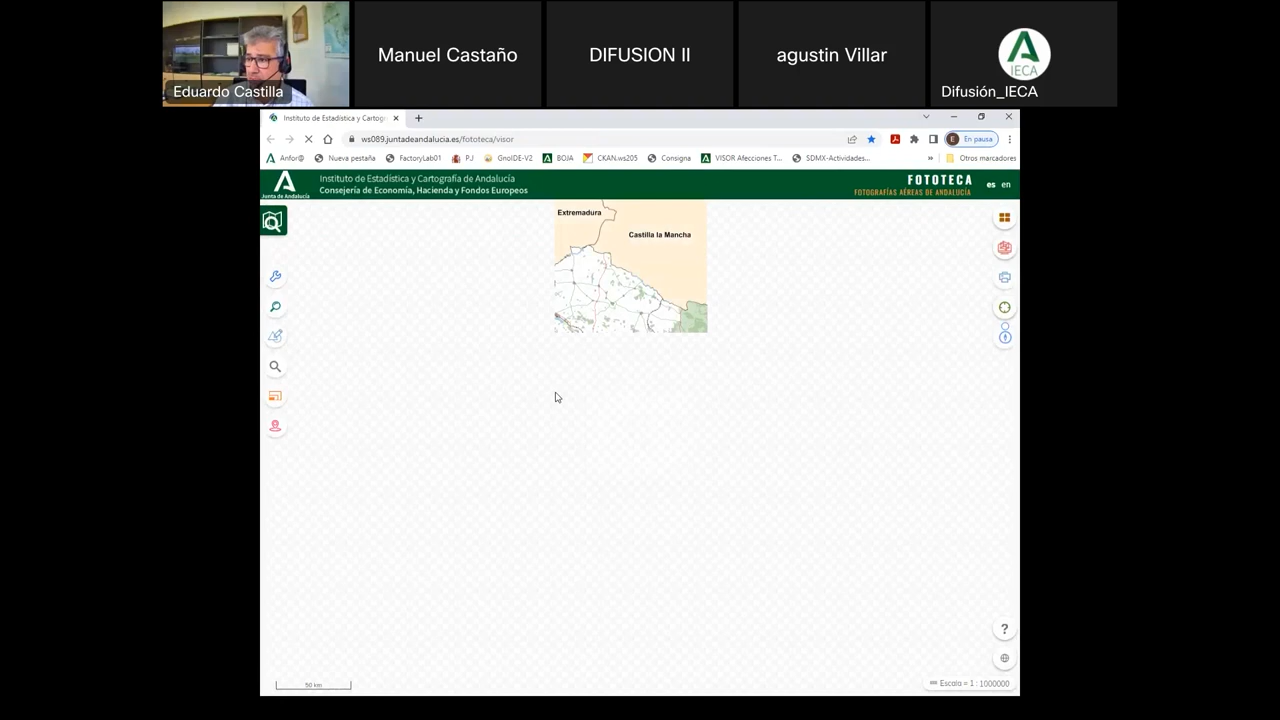 Eduardo Castilla
Manuel Castaño
DIFUSION II
agustin Villar
IECA
Difusión_IECA
Instituto de Estadística y Cartog
ws089.juntadeandalucia.es/fototeca/visor
E
En pausa
Anfor@
Nueva pestaña
FactoryLab01
PJ
GnoIDE-V2
BOJA
CKAN.ws205
Consigna
VISOR Afecciones T...
SDMX-Actividades...
»
Otros marcadores
Junta de Andalucía
Instituto de Estadística y Cartografía de Andalucía
Consejería de Economía, Hacienda y Fondos Europeos
FOTOTECA
FOTOGRAFÍAS AÉREAS DE ANDALUCÍA
es en
Extremadura
Castilla la Mancha
?
50 km
Escala = 1 : 1000000